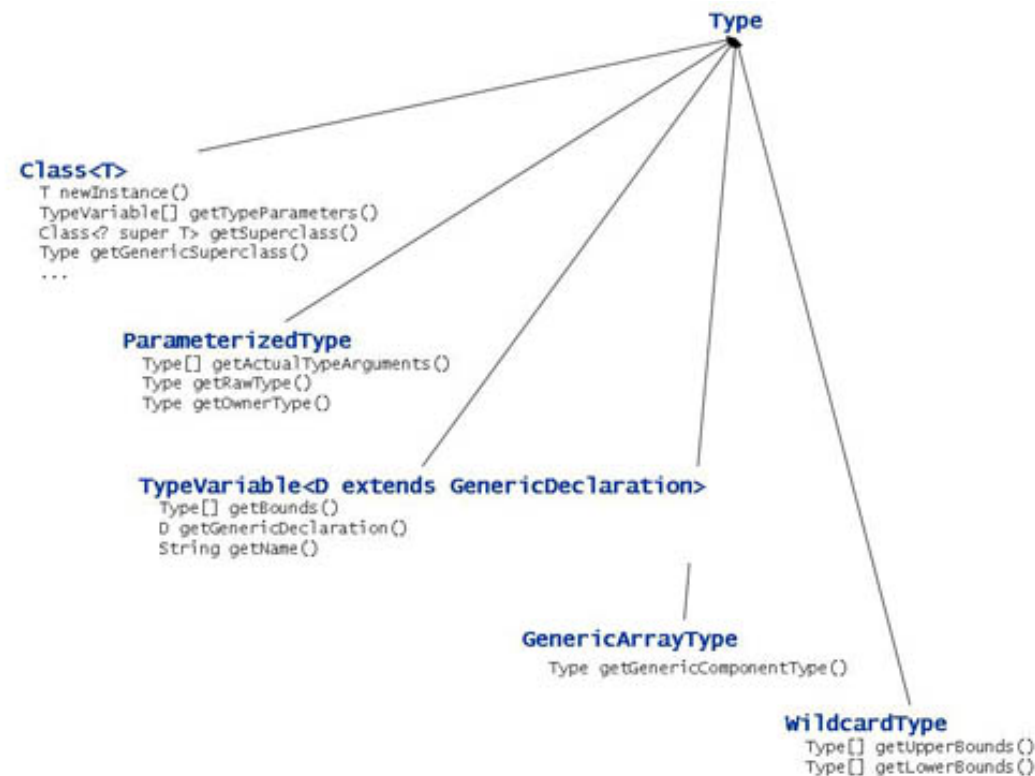 Type
Class<T>
T newInstance()
TypeVariable[] getTypeParameters()
Class<? super T> getSuperclass()
Type getGenericSuperclass()
...
ParameterizedType
Type[] getActualTypeArguments()
Type getRawType()
Type getOwnerType()
TypeVariable<D extends GenericDeclaration>
Type[] getBounds()
D getGenericDeclaration()
String getName()
GenericArrayType
Type getGenericComponentType()
WildcardType
Type[] getUpperBounds()
Type[] getLowerBounds()